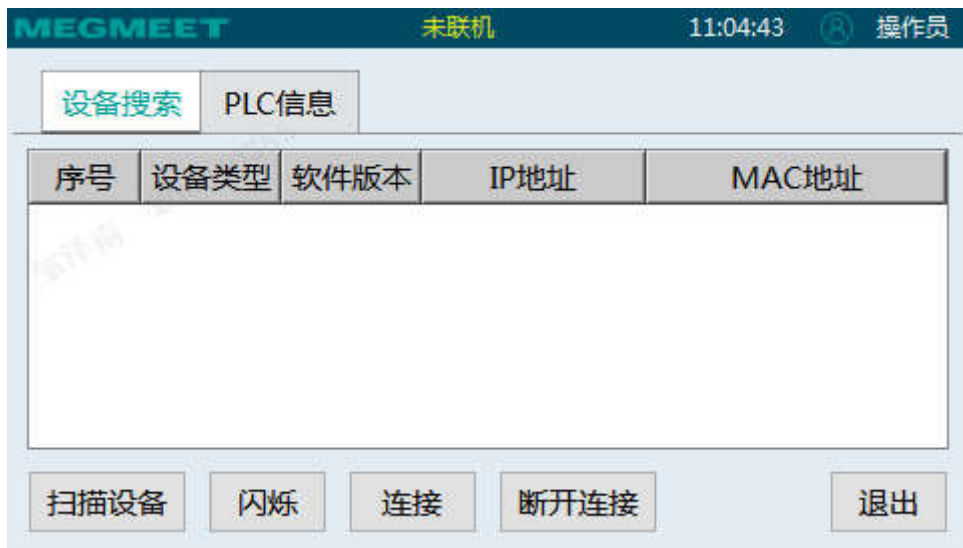 MEGMEET 未联机 11:04:43 操作员
设备搜索 PLC信息
序号 设备类型 软件版本 IP地址 MAC地址
扫描设备 闪烁 连接 断开连接 退出